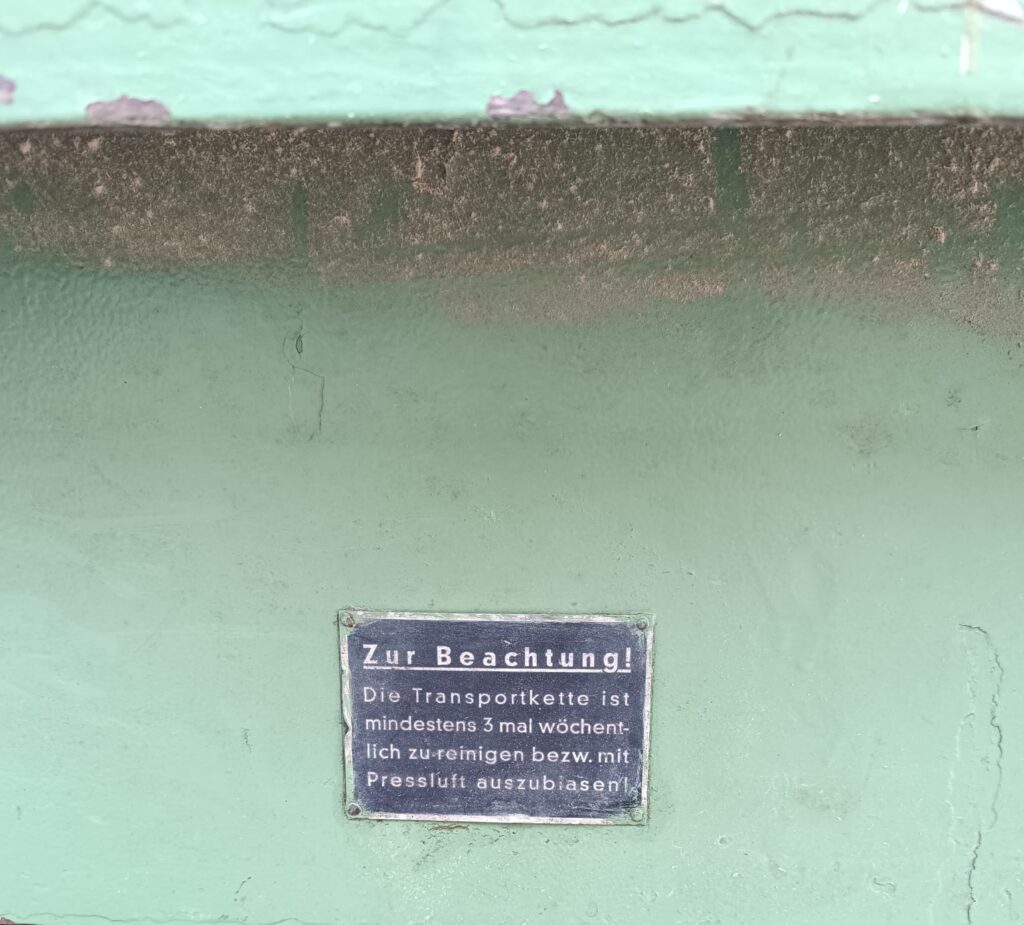 Zur Beachtung!
Die Transportkette ist
mindestens 3 mal wöchent-
lich zu reinigen bezw. mit
Pressluft auszublasen!